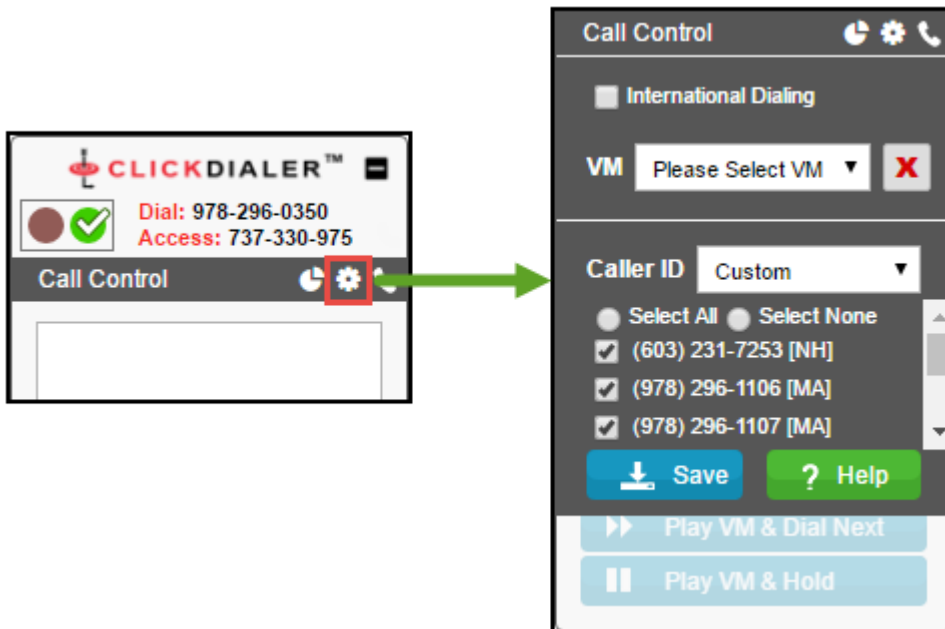 CLICKDIALER™
Dial: 978-296-0350
Access: 737-330-975
Call Control
Call Control
International Dialing
VM Please Select VM X
Caller ID Custom
Select All Select None
(603) 231-7253 [NH]
(978) 296-1106 [MA]
(978) 296-1107 [MA]
Save ? Help
Play VM & Dial Next
Play VM & Hold